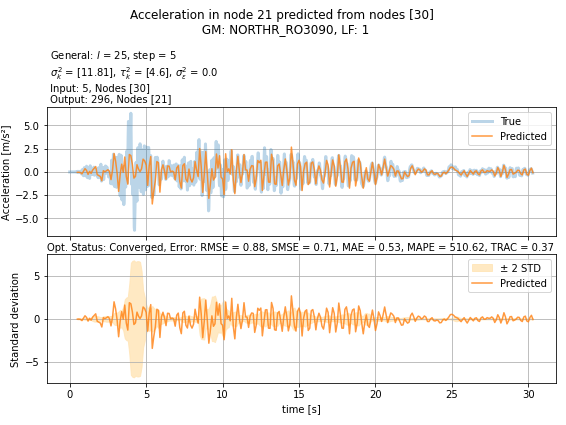 Acceleration in node 21 predicted from nodes [30]
GM: NORTHR_RO3090, LF: 1
General: l = 25, step = 5
σ²ₖ = [11.81], τ²ₖ = [4.6], σ²ε = 0.0
Input: 5, Nodes [30]
Output: 296, Nodes [21]
Acceleration [m/s²]
5.0
2.5
0.0
−2.5
−5.0
True
Predicted
Opt. Status: Converged, Error: RMSE = 0.88, SMSE = 0.71, MAE = 0.53, MAPE = 510.62, TRAC = 0.37
Standard deviation
5
0
−5
± 2 STD
Predicted
0 5 10 15 20 25 30
time [s]